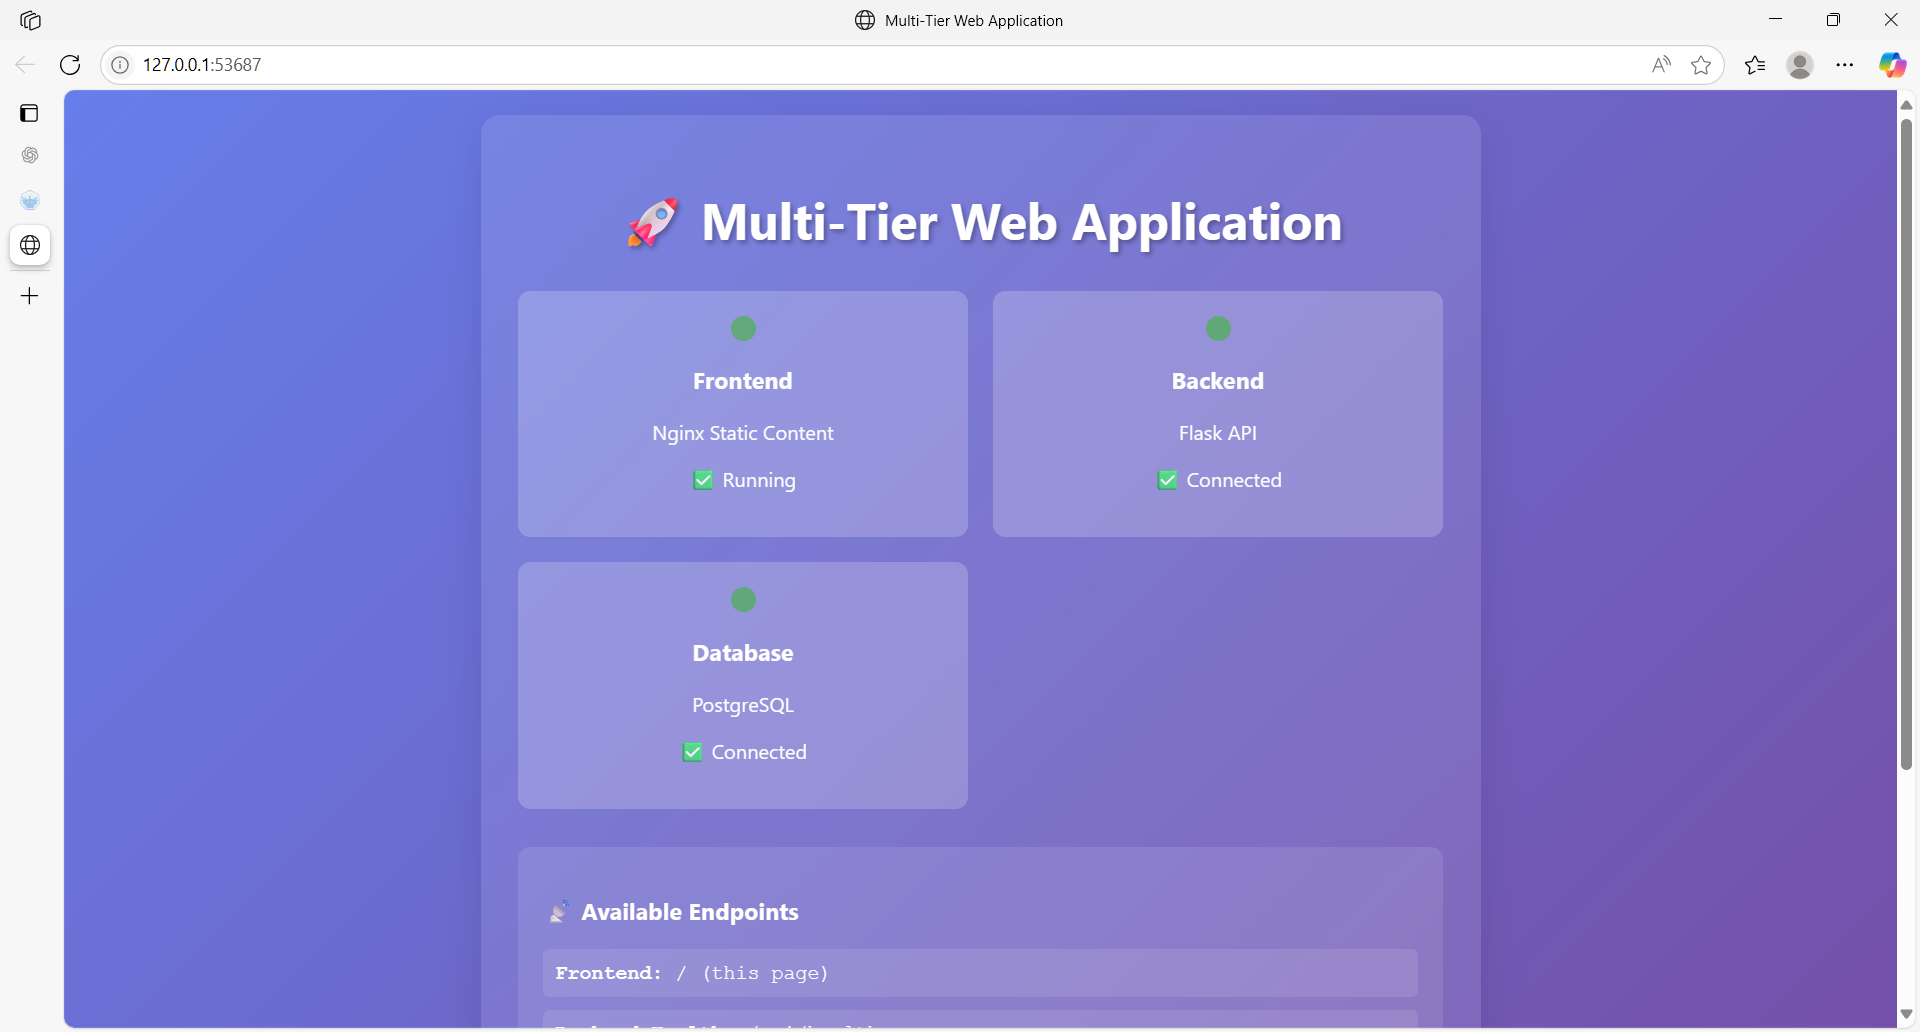 Multi-Tier Web Application
127.0.0.1:53687
🚀 Multi-Tier Web Application
Frontend
Nginx Static Content
✅ Running
Backend
Flask API
✅ Connected
Database
PostgreSQL
✅ Connected
📡 Available Endpoints
Frontend: / (this page)